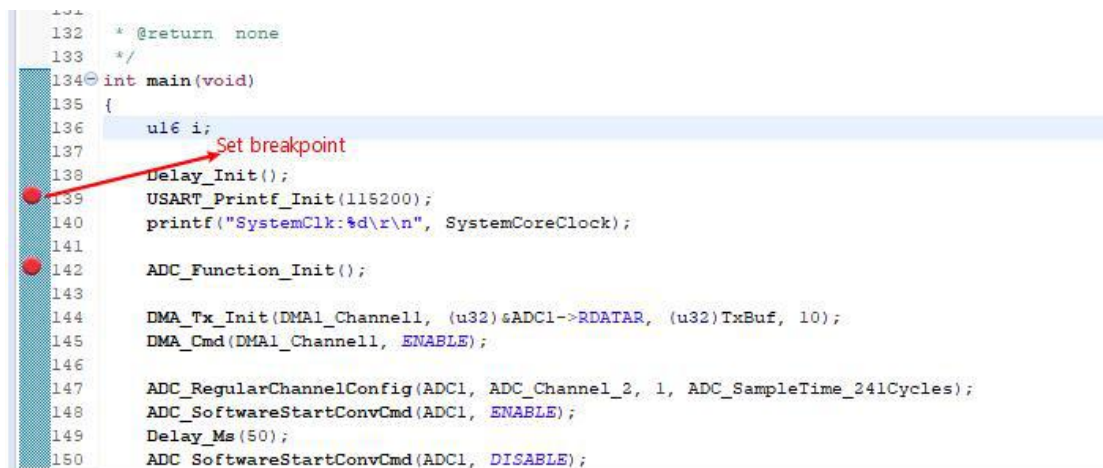 132 * @return none
133 */
134 int main(void)
135 {
136 u16 i;
137 Set breakpoint
138 Delay_Init();
139 USART_Printf_Init(115200);
140 printf("SystemClk:%d\r\n", SystemCoreClock);
141
142 ADC_Function_Init();
143
144 DMA_Tx_Init(DMA1_Channel1, (u32)&ADC1->RDATAR, (u32)TxBuf, 10);
145 DMA_Cmd(DMA1_Channel1, ENABLE);
146
147 ADC_RegularChannelConfig(ADC1, ADC_Channel_2, 1, ADC_SampleTime_241Cycles);
148 ADC_SoftwareStartConvCmd(ADC1, ENABLE);
149 Delay_Ms(50);
150 ADC_SoftwareStartConvCmd(ADC1, DISABLE);